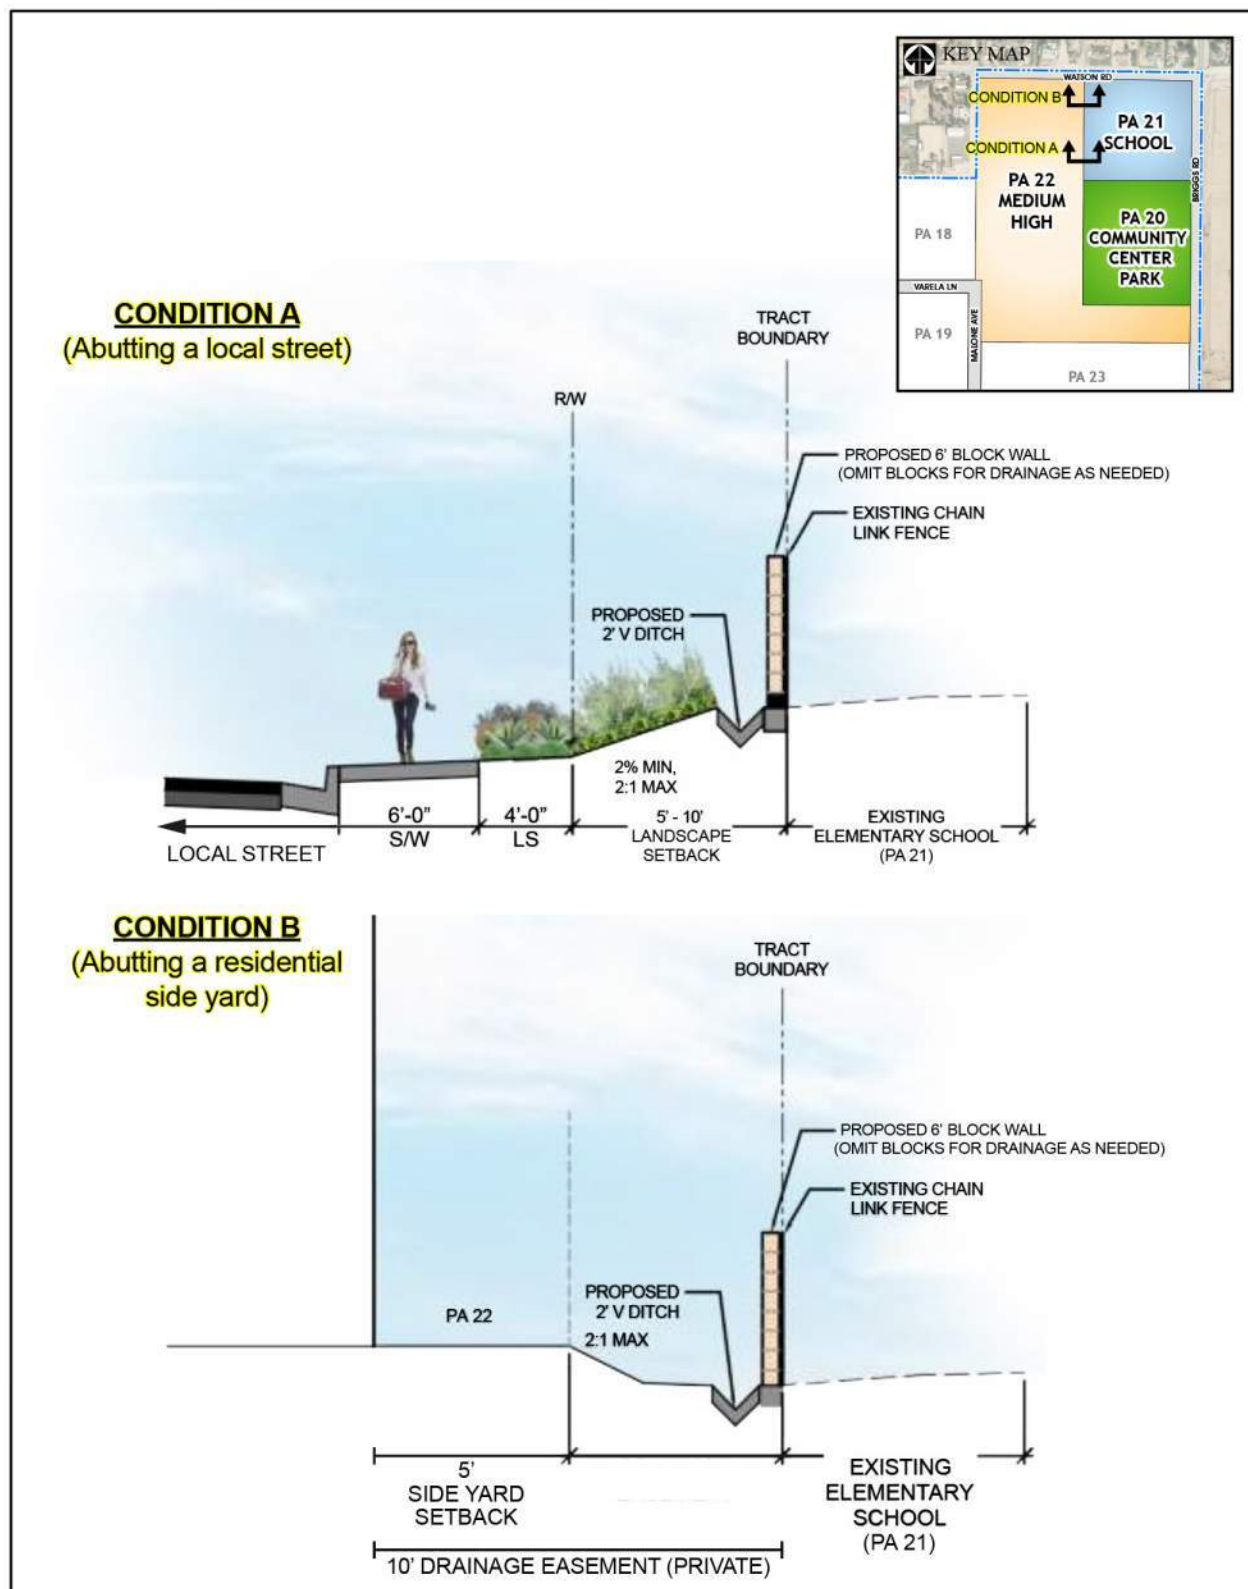 KEY MAP
WATSON RD
CONDITION B
PA 21
SCHOOL
CONDITION A
BRIGGS RD
PA 22
MEDIUM
HIGH
PA 18
PA 20
COMMUNITY
CENTER
PARK
VARELA LN
MALONE AVE
PA 19
PA 23
CONDITION A
(Abutting a local street)
TRACT
BOUNDARY
R/W
PROPOSED 6' BLOCK WALL
(OMIT BLOCKS FOR DRAINAGE AS NEEDED)
EXISTING CHAIN
LINK FENCE
PROPOSED
2' V DITCH
2% MIN,
2:1 MAX
6'-0"
S/W
4'-0"
LS
5' - 10'
LANDSCAPE
SETBACK
EXISTING
ELEMENTARY SCHOOL
(PA 21)
LOCAL STREET
CONDITION B
(Abutting a residential
side yard)
TRACT
BOUNDARY
PROPOSED 6' BLOCK WALL
(OMIT BLOCKS FOR DRAINAGE AS NEEDED)
EXISTING CHAIN
LINK FENCE
PROPOSED
2' V DITCH
PA 22
2:1 MAX
5'
SIDE YARD
SETBACK
EXISTING
ELEMENTARY
SCHOOL
(PA 21)
10' DRAINAGE EASEMENT (PRIVATE)